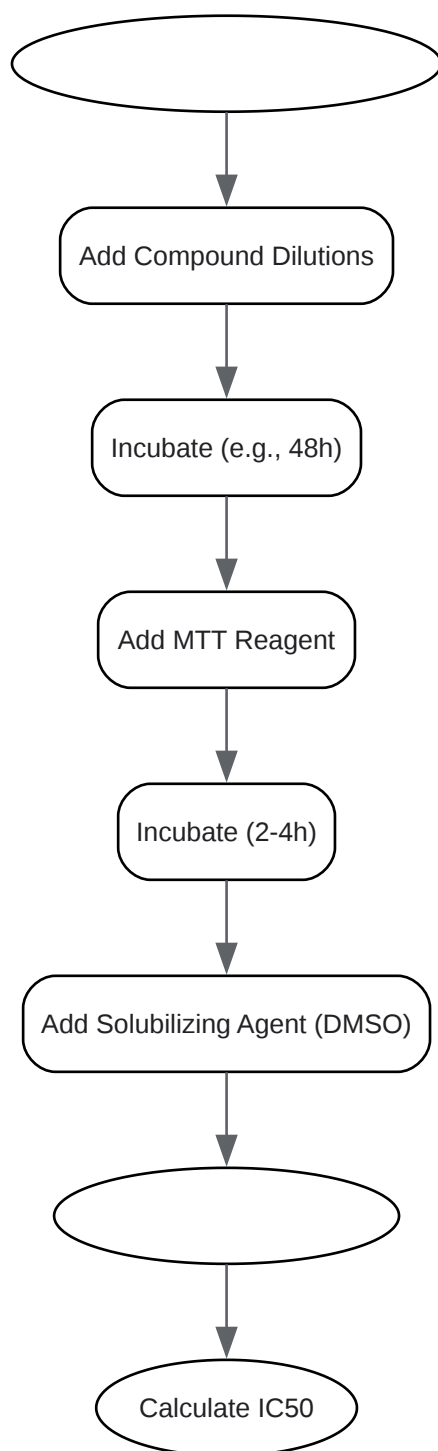 Add Compound Dilutions
Incubate (e.g., 48h)
Add MTT Reagent
Incubate (2-4h)
Add Solubilizing Agent (DMSO)
Calculate IC50